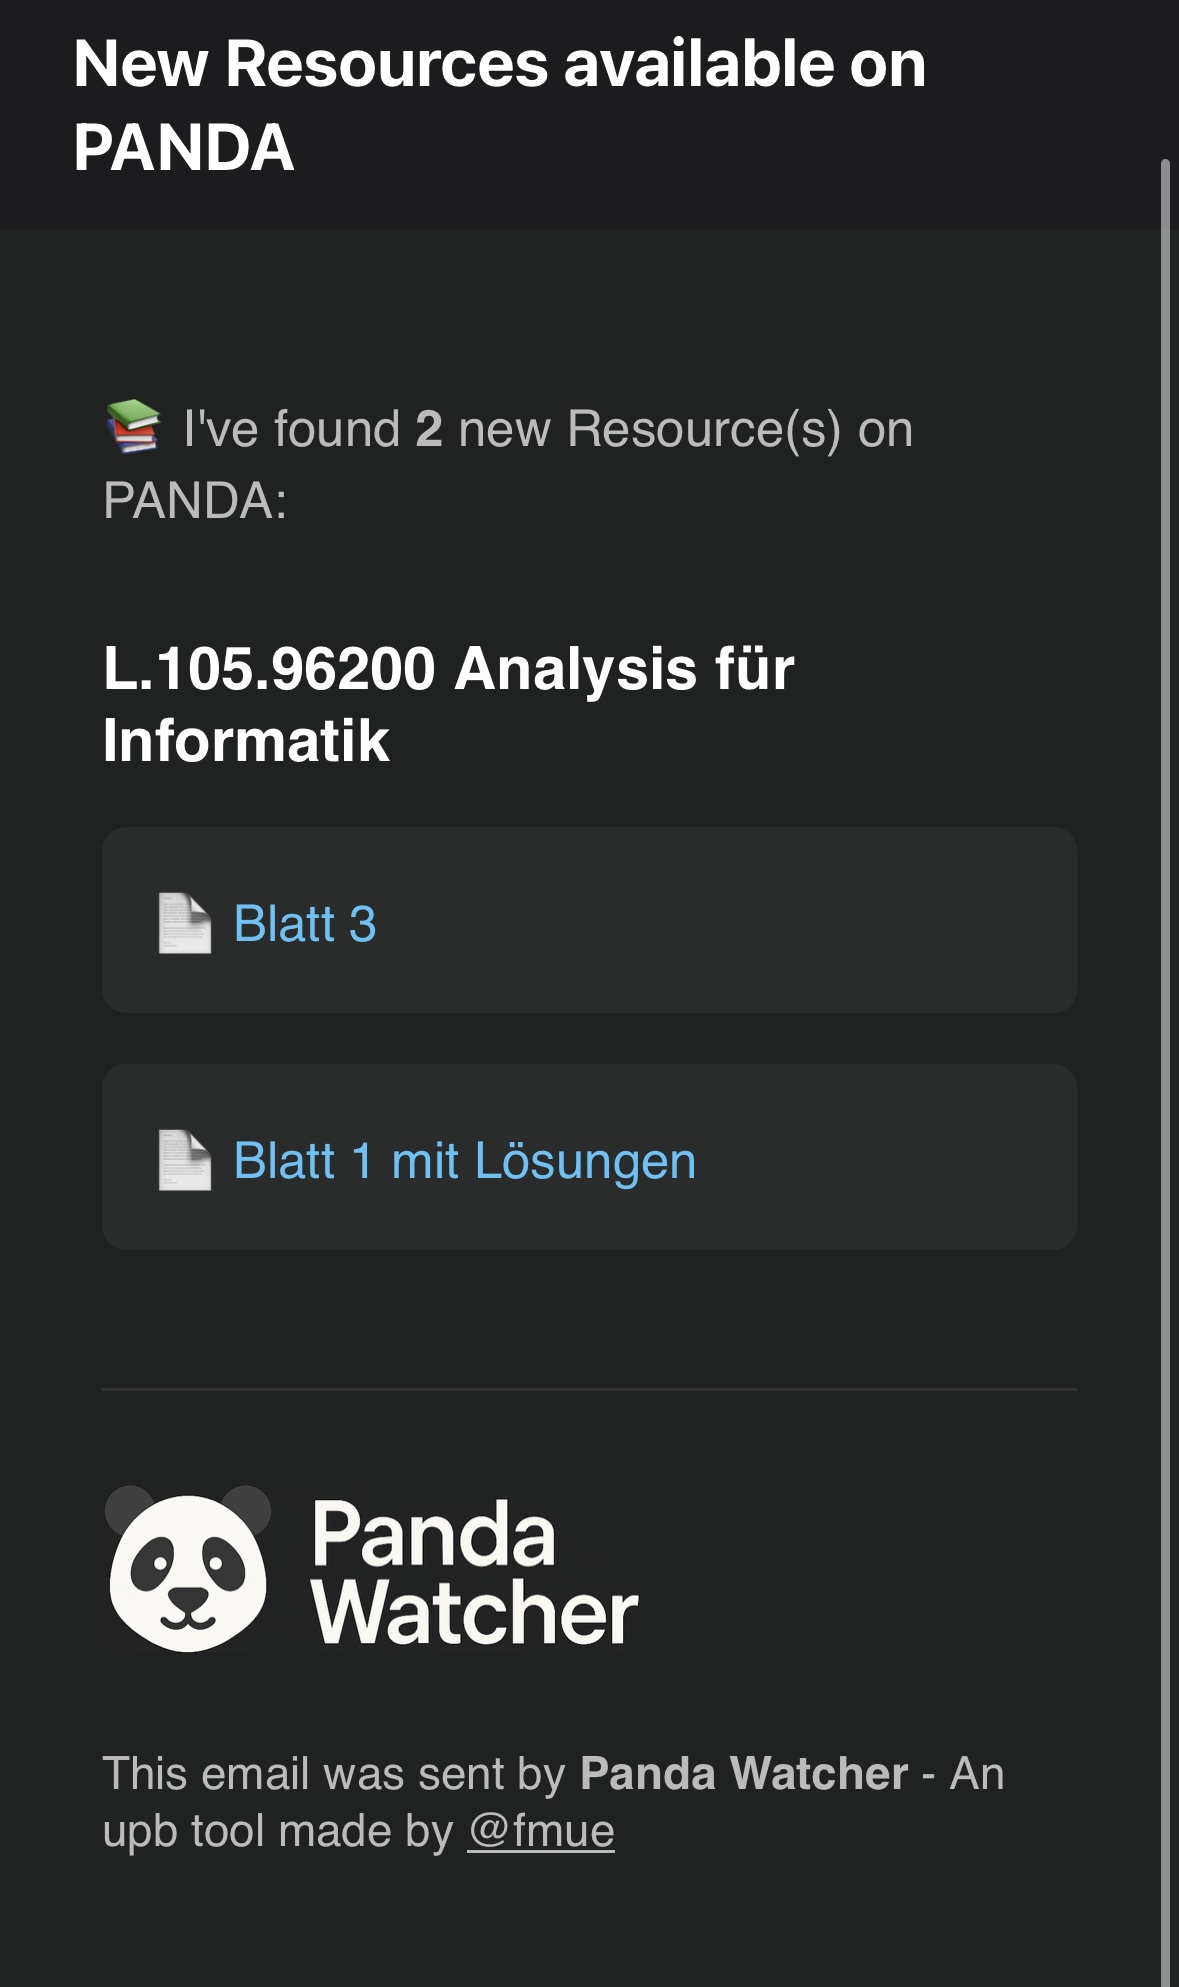 New Resources available on
PANDA
📚 I've found 2 new Resource(s) on
PANDA:
L.105.96200 Analysis für
Informatik
📄 Blatt 3
📄 Blatt 1 mit Lösungen
Panda
Watcher
This email was sent by Panda Watcher - An
upb tool made by @fmue